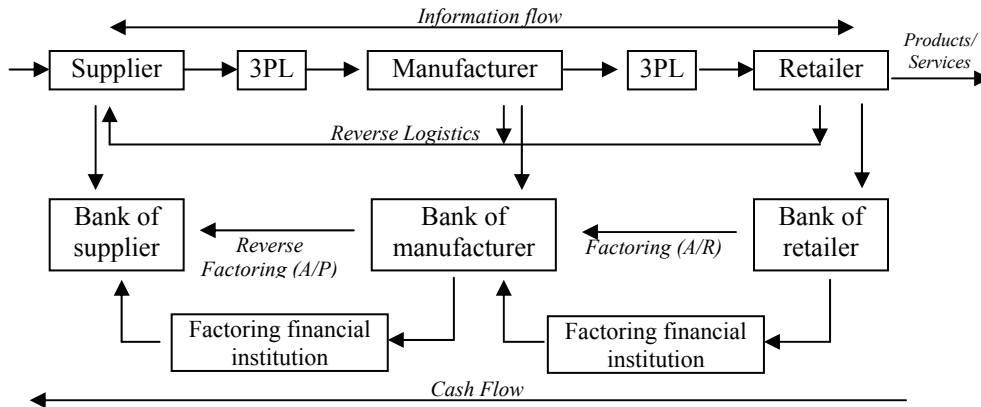 Information flow
Products/
Services
Supplier
3PL
Manufacturer
3PL
Retailer
Reverse Logistics
Bank of
supplier
Reverse
Factoring (A/P)
Bank of
manufacturer
Factoring (A/R)
Bank of
retailer
Factoring financial
institution
Factoring financial
institution
Cash Flow